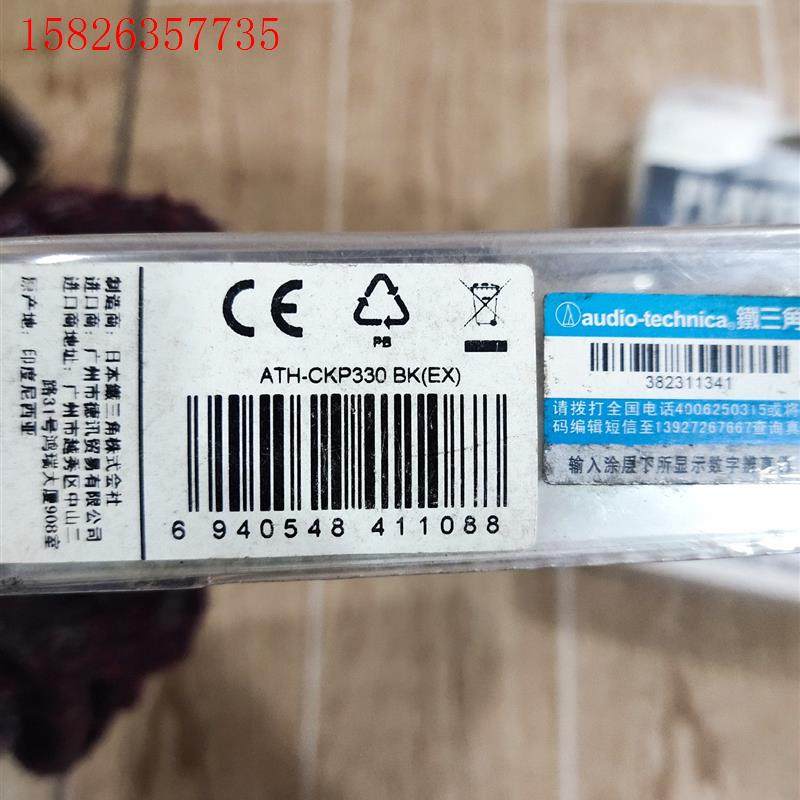 15826357735
制造商：日本鐵三角株式会社
进口商：广州市德讯贸易有限公司
进口商地址：广州市越秀区中山二
路31号鸿瑞大厦908室
原产地：印度尼西亚
CE
PB
ATH-CKP330 BK(EX)
6 940548 411088
audio-technica® 鐵三角
382311341
请拨打全国电话4006250315或将
码编辑短信至13927267667查询真
输入涂层下所显示数字